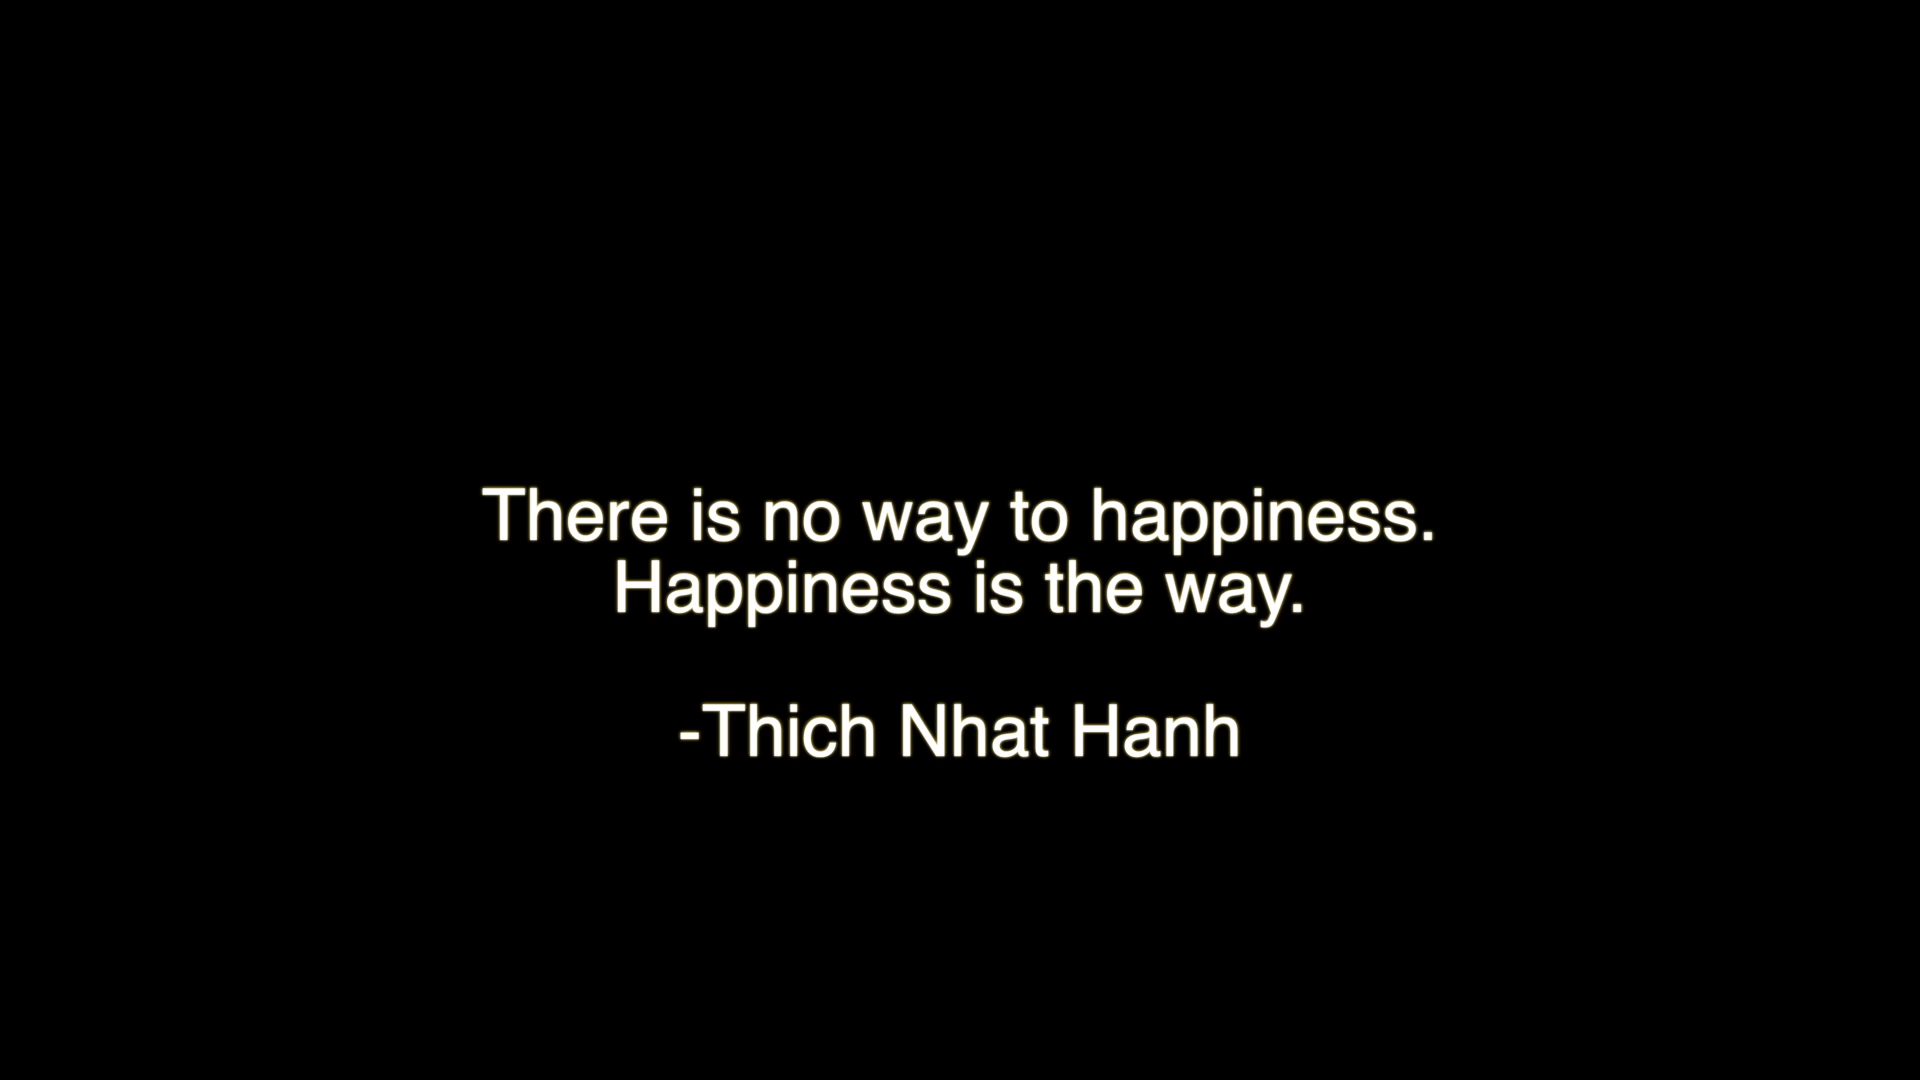 There is no way to happiness.
Happiness is the way.
-Thich Nhat Hanh